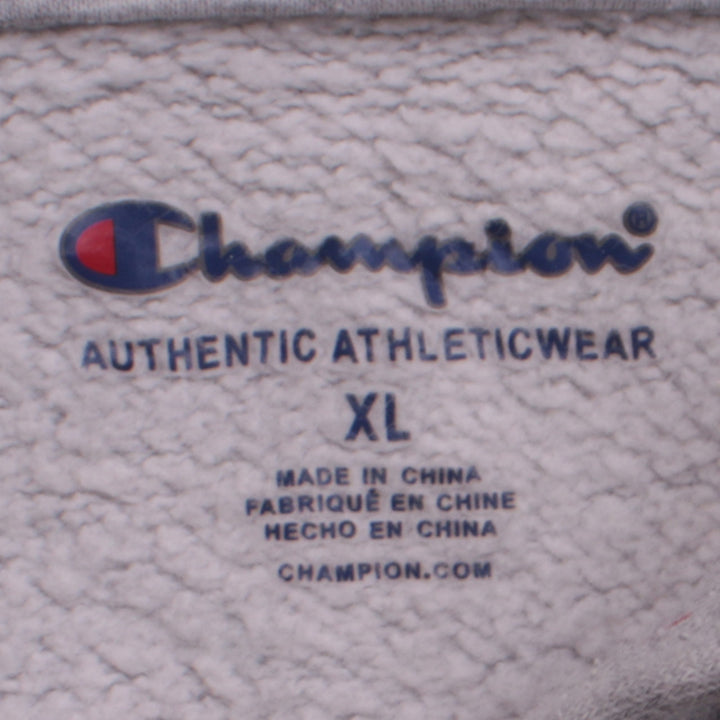 Champion®
AUTHENTIC ATHLETICWEAR
XL
MADE IN CHINA
FABRIQUÉ EN CHINE
HECHO EN CHINA
CHAMPION.COM